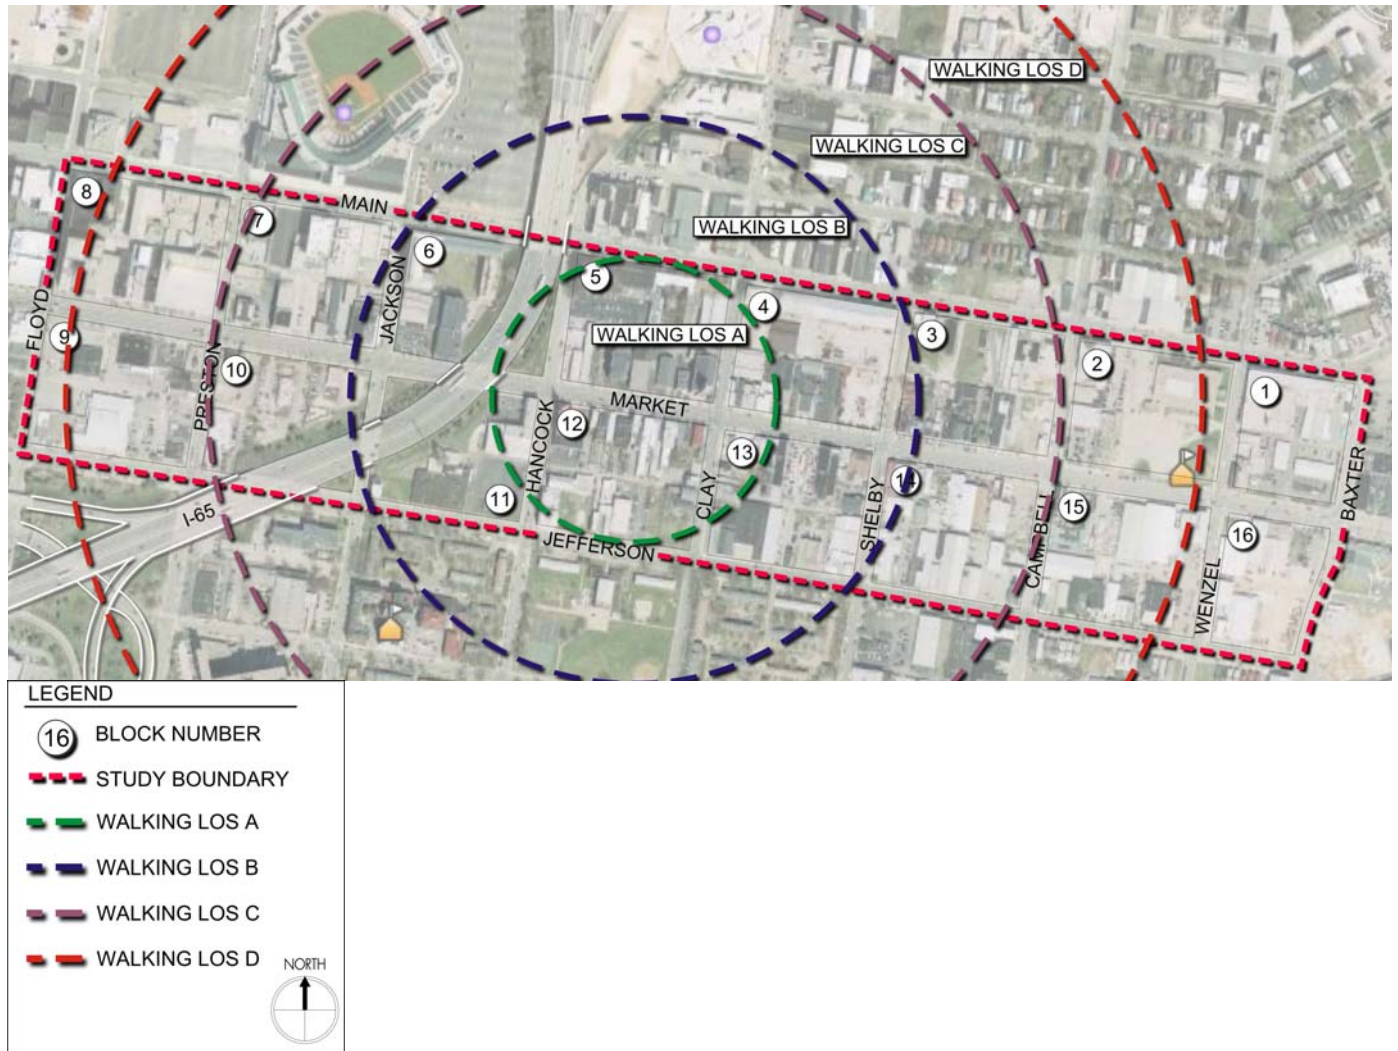 WALKING LOS D
WALKING LOS C
8
MAIN
7
WALKING LOS B
6
5
4
FLOYD
JACKSON
WALKING LOS A
3
9
2
PRESTON
10
1
MARKET
12
HANCOCK
13
14
BAXTER
11
CLAY
SHELBY
15
CAMPBELL
I-65
16
JEFFERSON
WENZEL
LEGEND
16 BLOCK NUMBER
STUDY BOUNDARY
WALKING LOS A
WALKING LOS B
WALKING LOS C
WALKING LOS D
NORTH